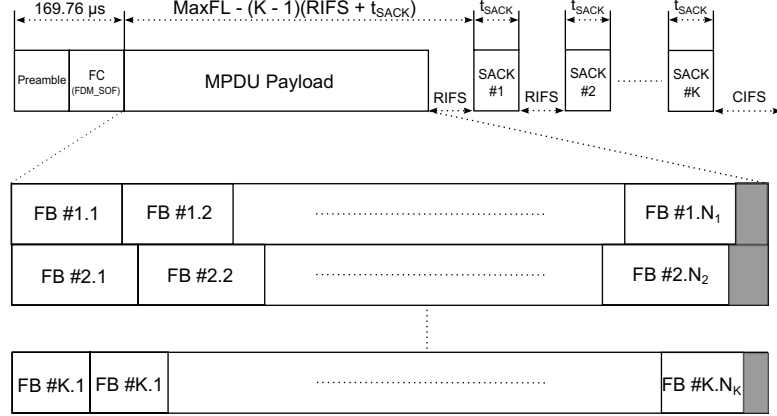 169.76 µs
MaxFL - (K - 1)(RIFS + tSACK)
tSACK
tSACK
tSACK
Preamble
FC
(FDM_SOF)
MPDU Payload
RIFS
SACK
#1
RIFS
SACK
#2
SACK
#K
CIFS
FB #1.1
FB #1.2
FB #1.N1
FB #2.1
FB #2.2
FB #2.N2
FB #K.1
FB #K.1
FB #K.NK